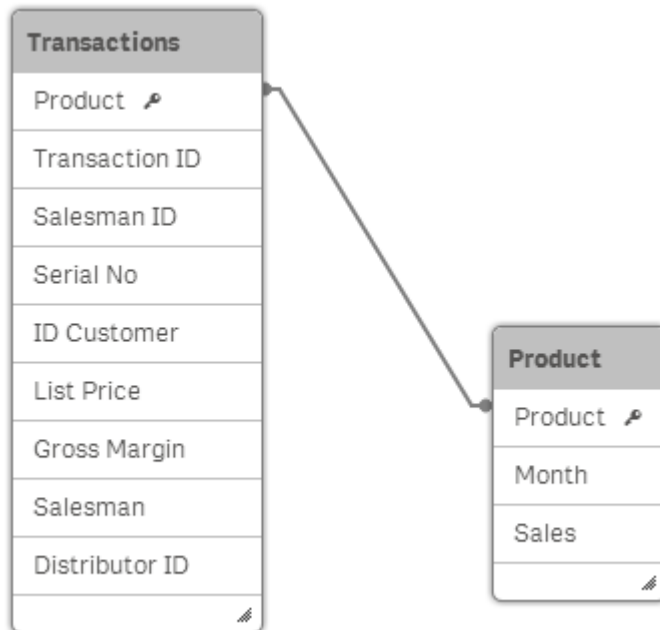 Transactions
Product
Transaction ID
Salesman ID
Serial No
ID Customer
List Price
Gross Margin
Salesman
Distributor ID
Product
Product
Month
Sales